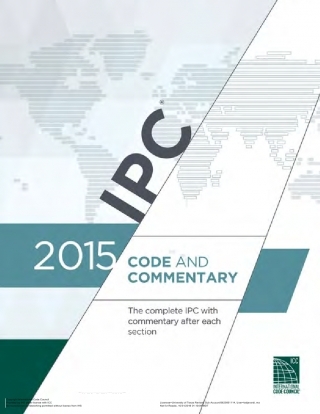 IPC
2015
CODE AND
COMMENTARY
The complete IPC with
commentary after each
section
ICC
INTERNATIONAL
CODE COUNCIL